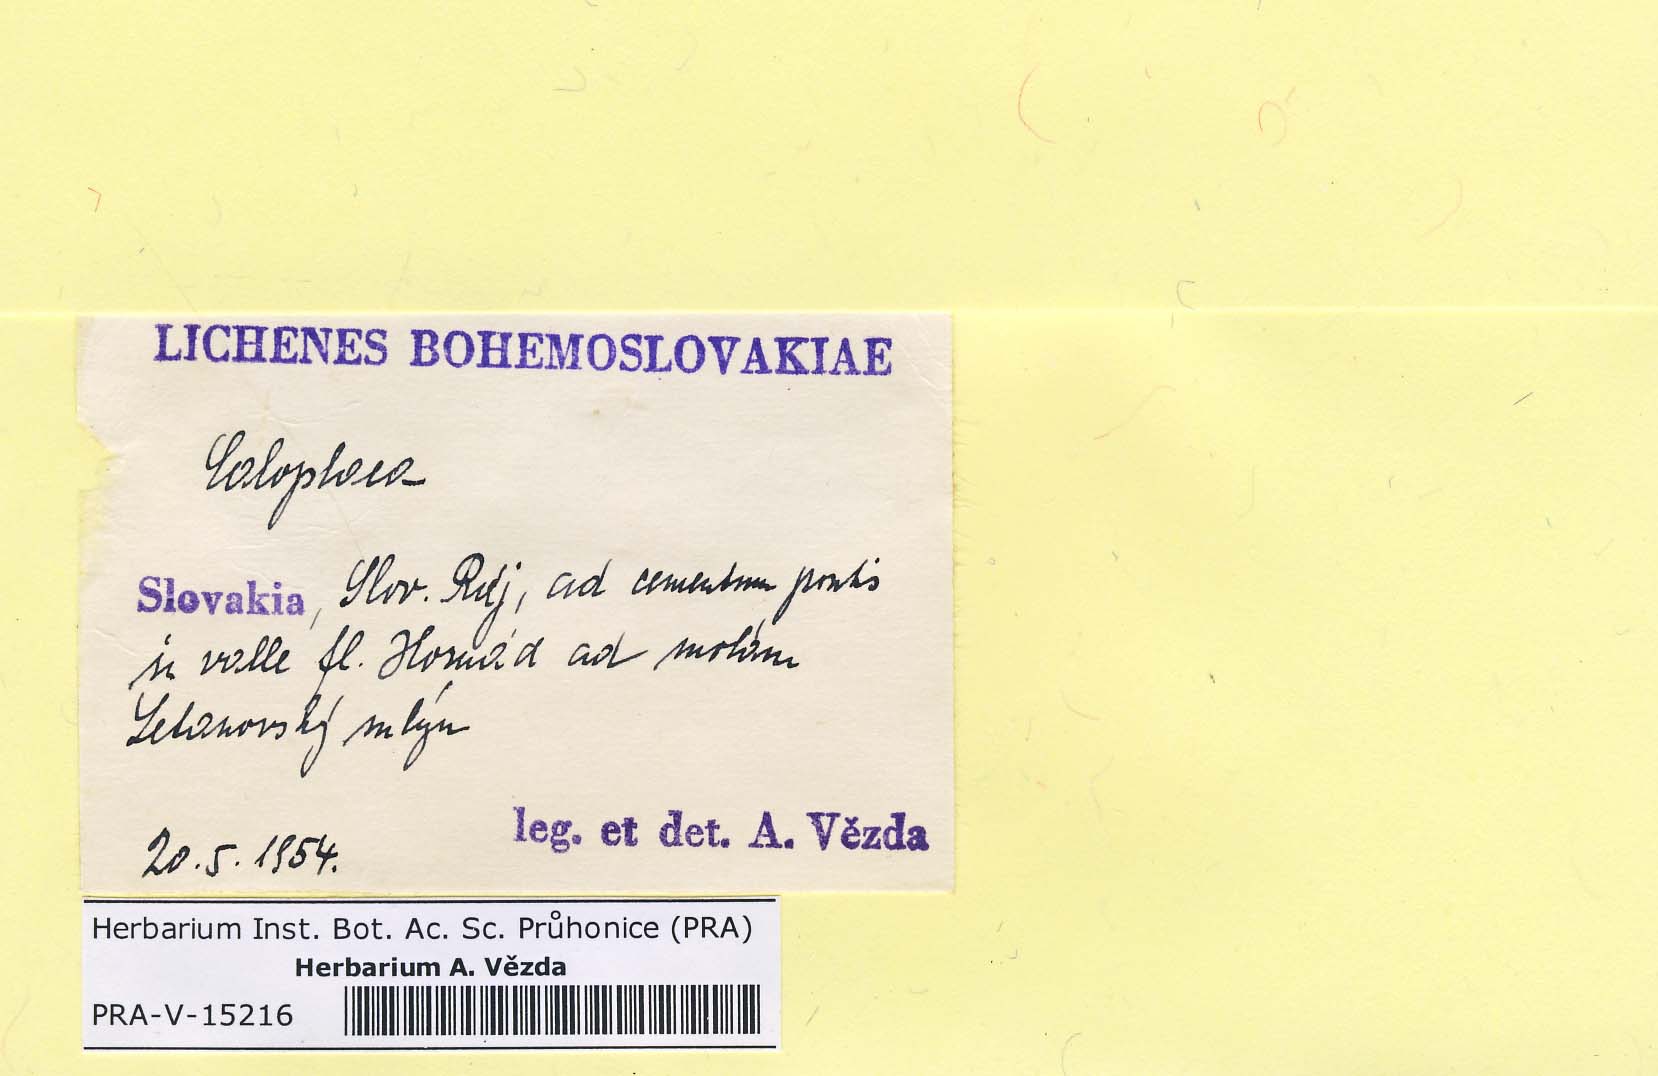 LICHENES BOHEMOSLOVAKIAE
Caloplaca
Slovakia, Slov. Ráj, ad cementum pontis
in valle fl. Hornád ad molam
Letanovský mlýn
leg. et det. A. Vězda
20.5.1954.
Herbarium Inst. Bot. Ac. Sc. Průhonice (PRA)
Herbarium A. Vězda
PRA-V-15216